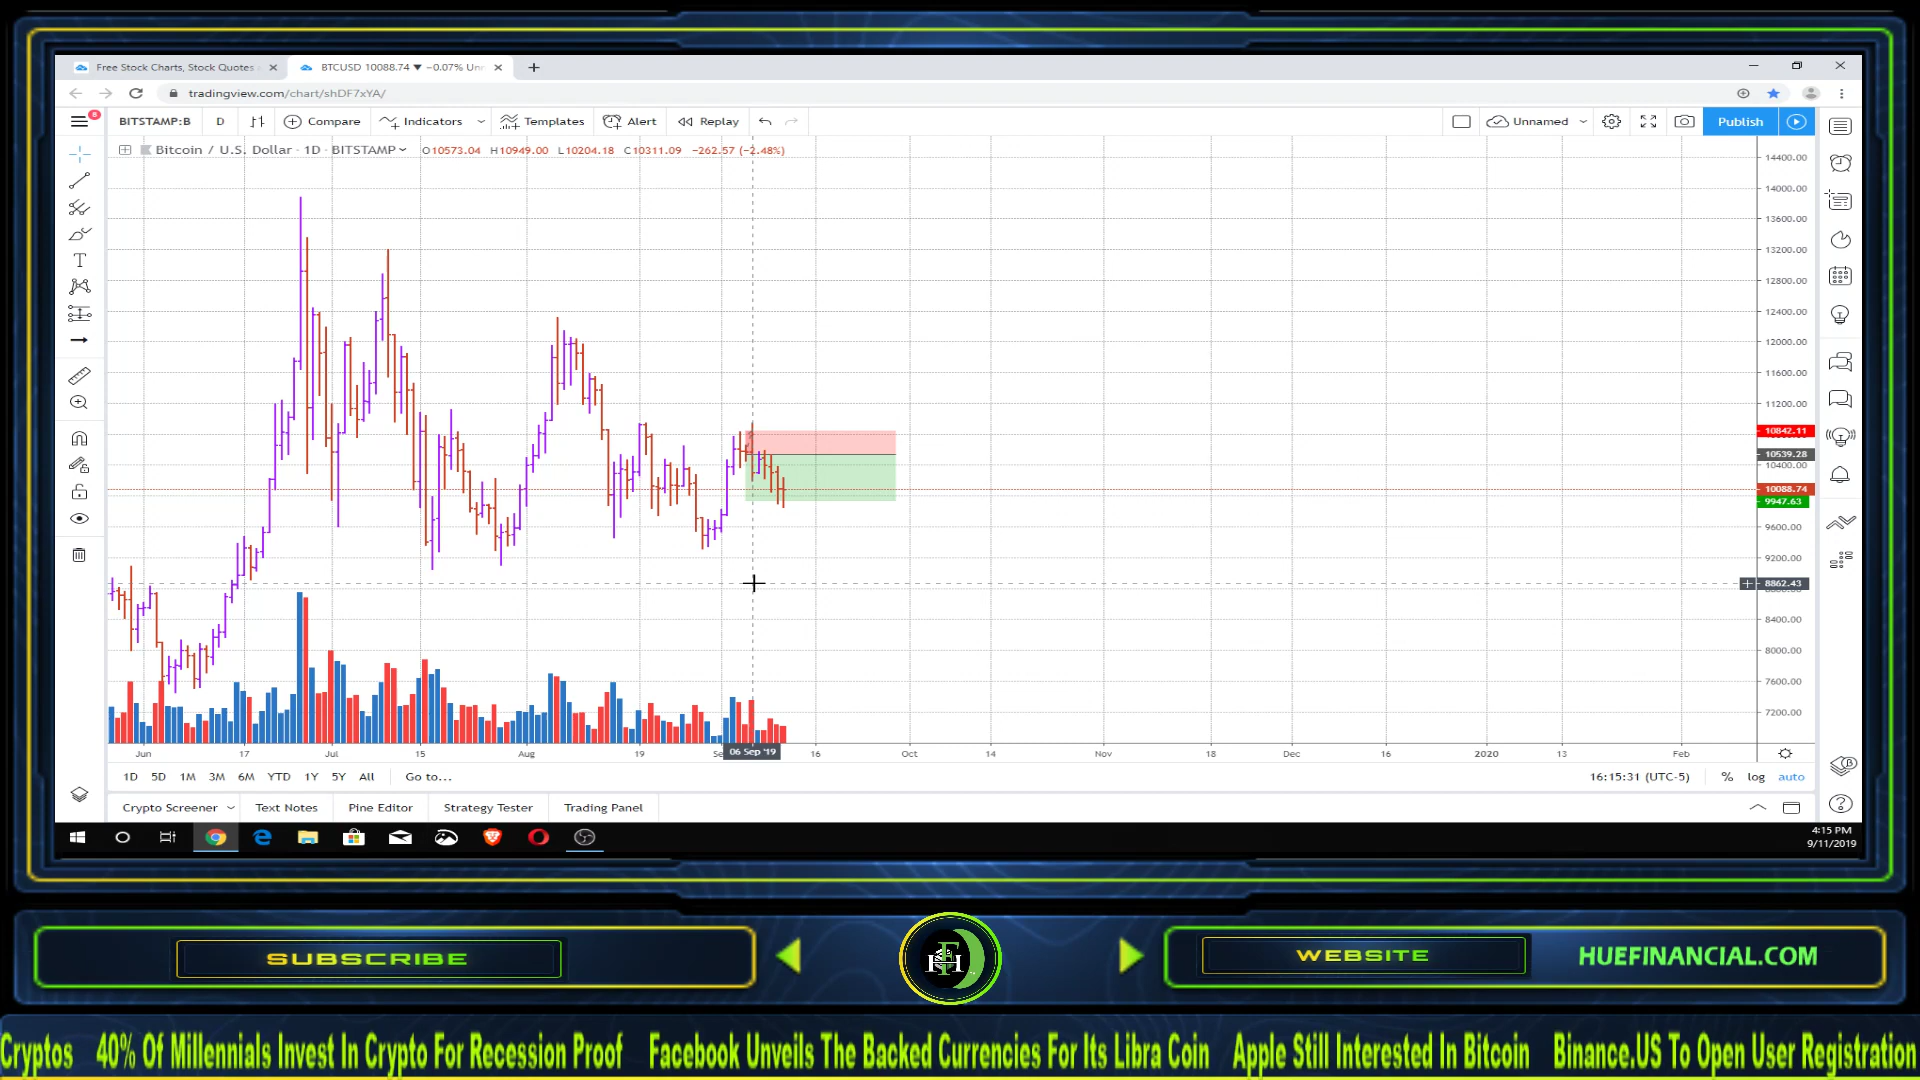 Free Stock Charts, Stock Quotes
BTCUSD 10088.74 ▼ −0.07% Unn
tradingview.com/chart/shDF7xYA/
8
BITSTAMP:B
D
Compare
Indicators
Templates
Alert
Replay
Unnamed
Publish
Bitcoin / U.S. Dollar · 1D · BITSTAMP
O10573.04 H10949.00 L10204.18 C10311.09 −262.57 (−2.48%)
14400.00
14000.00
13600.00
13200.00
12800.00
12400.00
12000.00
11600.00
11200.00
10842.11
10539.28
10400.00
10088.74
9947.63
9600.00
9200.00
8862.43
8400.00
8000.00
7600.00
7200.00
Jun 17 Jul 15 Aug 19 Se 06 Sep '19 16 Oct 14 Nov 18 Dec 16 2020 13 Feb
1D 5D 1M 3M 6M YTD 1Y 5Y All Go to...
16:15:31 (UTC-5) % log auto
Crypto Screener Text Notes Pine Editor Strategy Tester Trading Panel
4:15 PM
9/11/2019
SUBSCRIBE
FH
WEBSITE
HUEFINANCIAL.COM
Cryptos 40% Of Millennials Invest In Crypto For Recession Proof Facebook Unveils The Backed Currencies For Its Libra Coin Apple Still Interested In Bitcoin Binance.US To Open User Registration